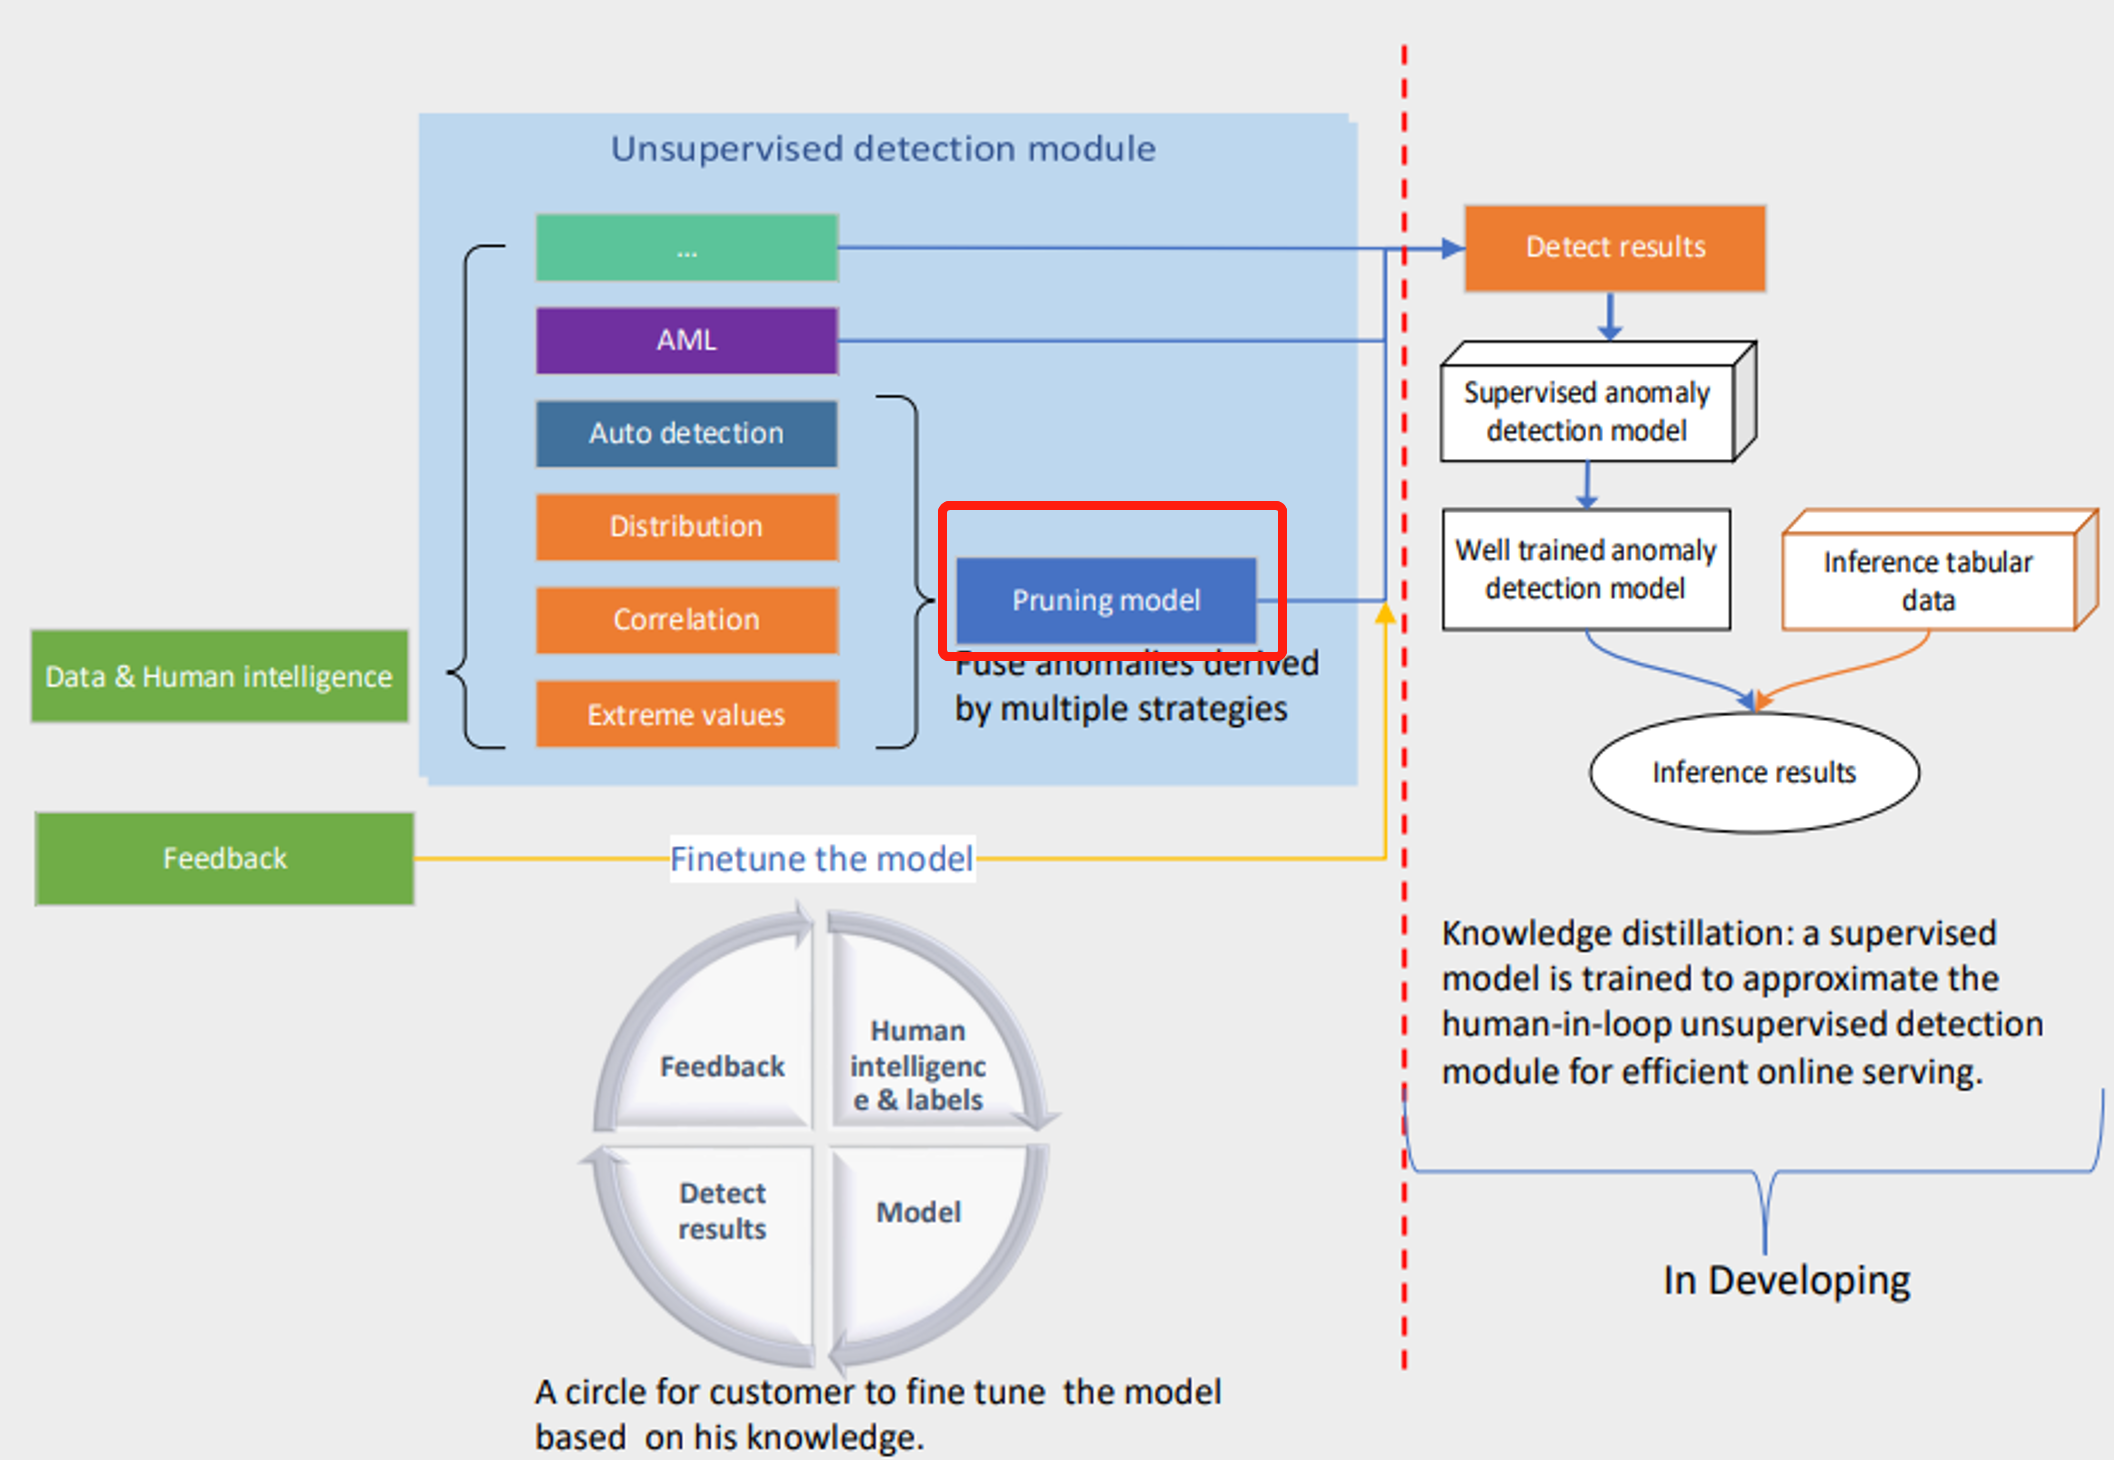 Unsupervised detection module
...
AML
Auto detection
Distribution
Correlation
Extreme values
Pruning model
Fuse anomalies derived
by multiple strategies
Data & Human intelligence
Feedback
Finetune the model
Feedback
Human
intelligenc
e & labels
Detect
results
Model
A circle for customer to fine tune  the model
based  on his knowledge.
Detect results
Supervised anomaly
detection model
Well trained anomaly
detection model
Inference tabular
data
Inference results
Knowledge distillation: a supervised
model is trained to approximate the
human-in-loop unsupervised detection
module for efficient online serving.
In Developing